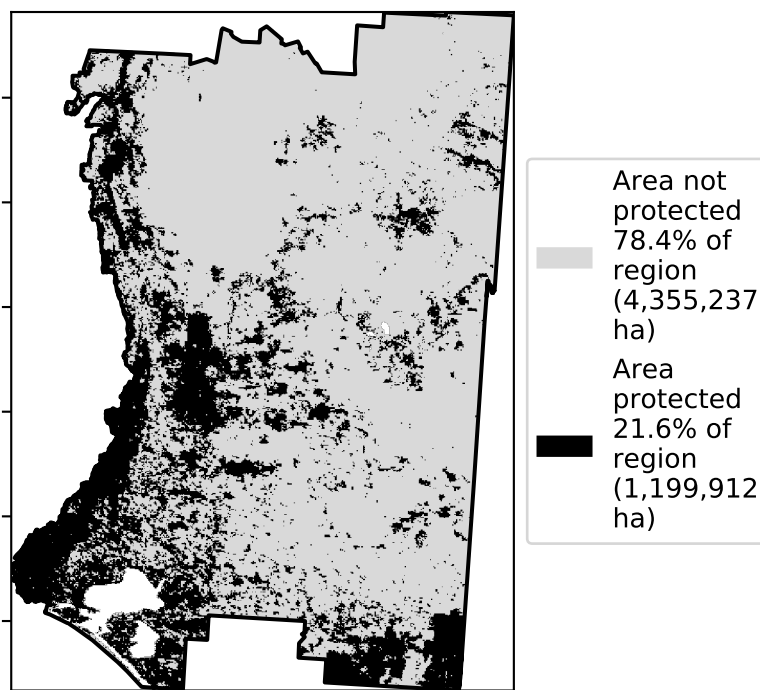 Area not
protected
78.4% of
region
(4,355,237
ha)
Area
protected
21.6% of
region
(1,199,912
ha)